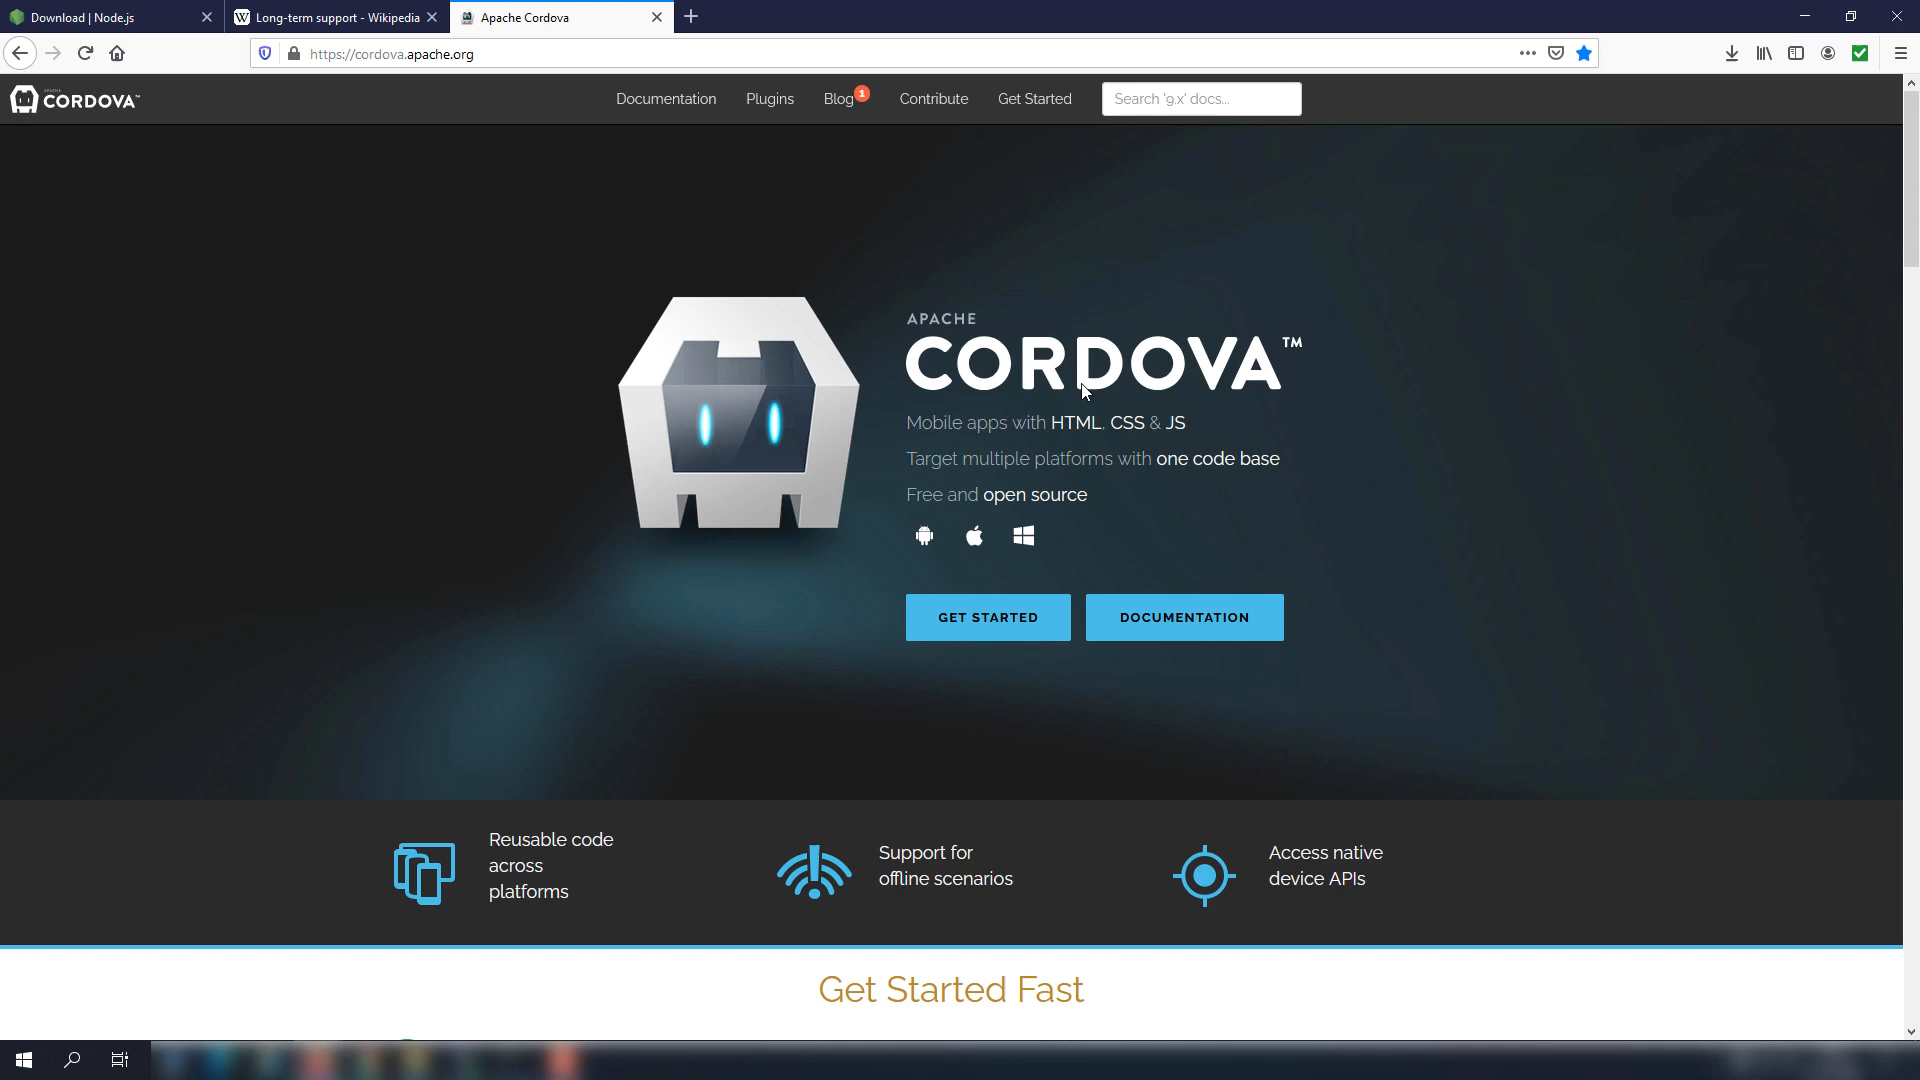 Download | Node.js
Long-term support - Wikipedia
Apache Cordova
https://cordova.apache.org
CORDOVA™
Documentation
Plugins
Blog
1
Contribute
Get Started
Search '9.x' docs...
APACHE
CORDOVA™
Mobile apps with HTML, CSS & JS
Target multiple platforms with one code base
Free and open source
GET STARTED
DOCUMENTATION
Reusable code
across
platforms
Support for
offline scenarios
Access native
device APIs
Get Started Fast